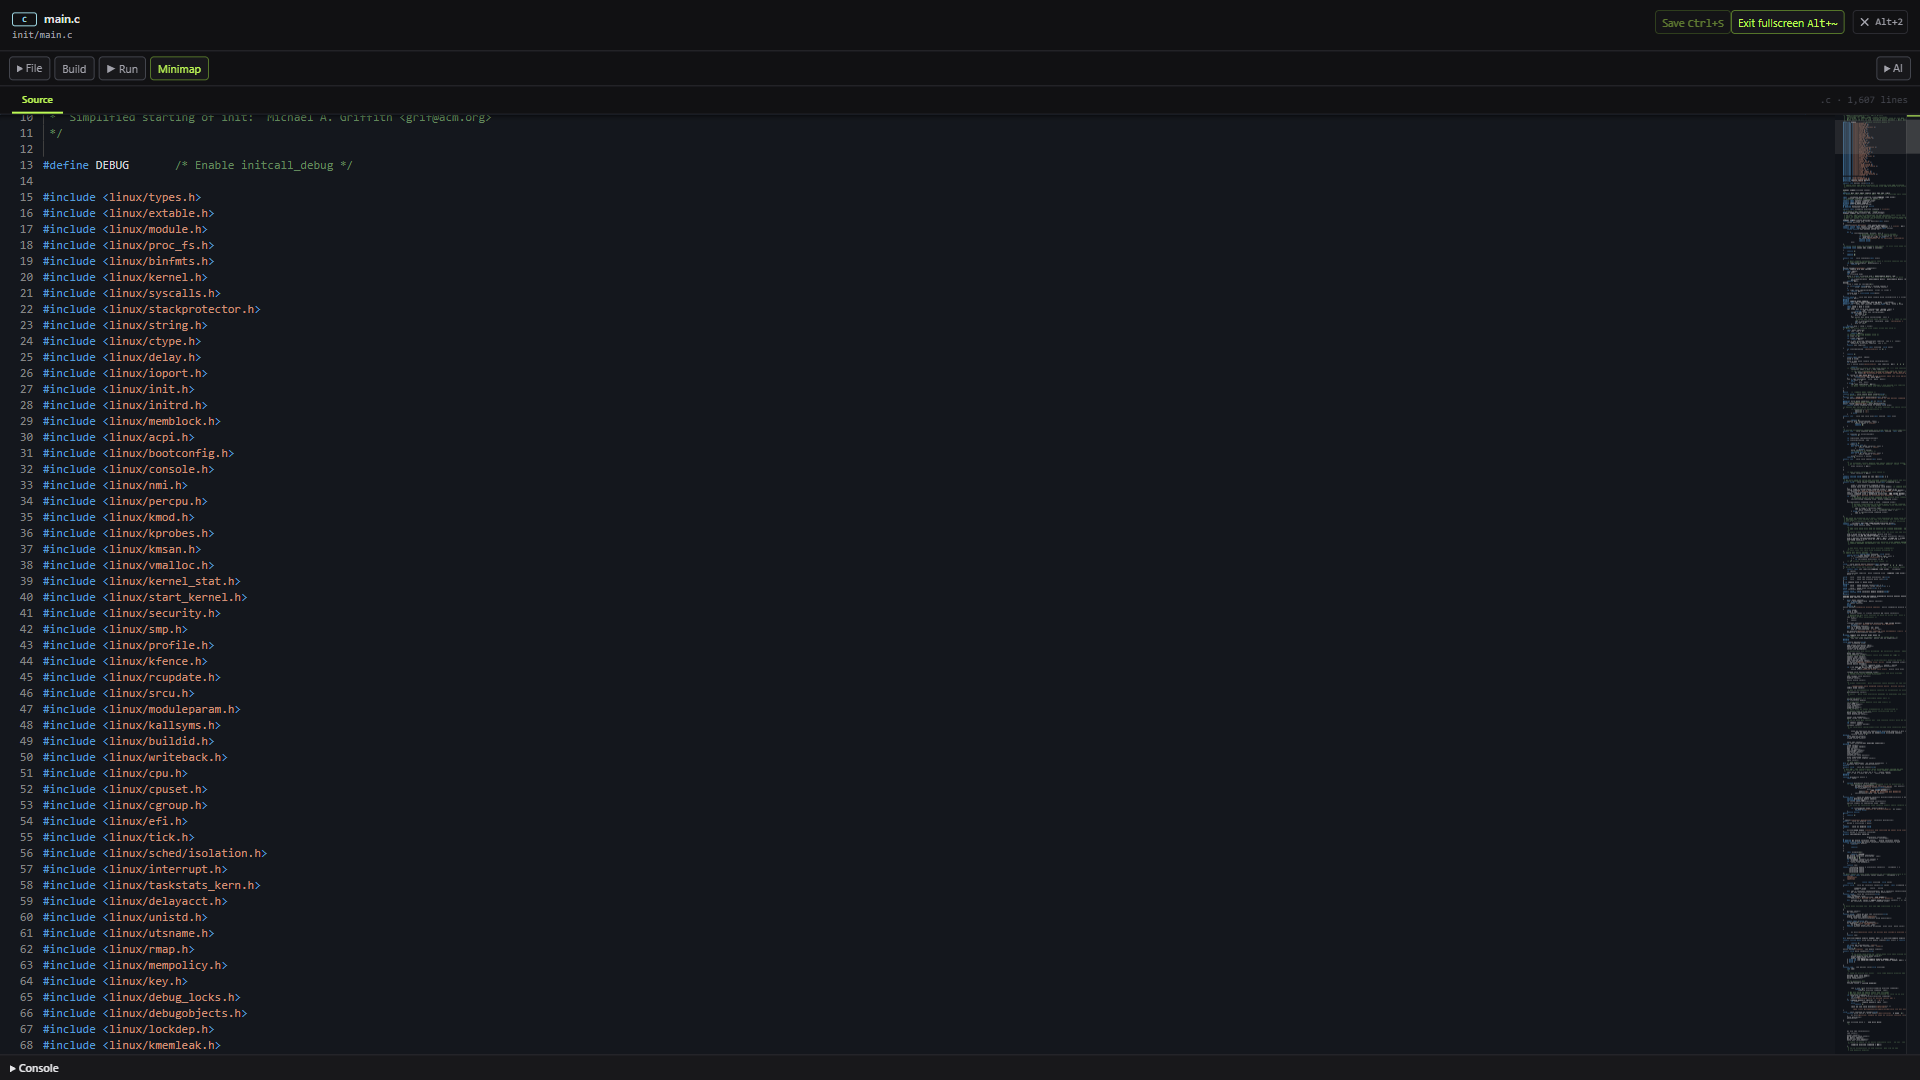 C main.c
init/main.c
Save Ctrl+S Exit fullscreen Alt+~ × Alt+2
▶ File Build ▶ Run Minimap ▶ AI
Source .c · 1,607 lines
10 *  Simplified starting of init:  Michael A. Griffith <grif@acm.org>
11 */
12
13 #define DEBUG       /* Enable initcall_debug */
14
15 #include <linux/types.h>
16 #include <linux/extable.h>
17 #include <linux/module.h>
18 #include <linux/proc_fs.h>
19 #include <linux/binfmts.h>
20 #include <linux/kernel.h>
21 #include <linux/syscalls.h>
22 #include <linux/stackprotector.h>
23 #include <linux/string.h>
24 #include <linux/ctype.h>
25 #include <linux/delay.h>
26 #include <linux/ioport.h>
27 #include <linux/init.h>
28 #include <linux/initrd.h>
29 #include <linux/memblock.h>
30 #include <linux/acpi.h>
31 #include <linux/bootconfig.h>
32 #include <linux/console.h>
33 #include <linux/nmi.h>
34 #include <linux/percpu.h>
35 #include <linux/kmod.h>
36 #include <linux/kprobes.h>
37 #include <linux/kmsan.h>
38 #include <linux/vmalloc.h>
39 #include <linux/kernel_stat.h>
40 #include <linux/start_kernel.h>
41 #include <linux/security.h>
42 #include <linux/smp.h>
43 #include <linux/profile.h>
44 #include <linux/kfence.h>
45 #include <linux/rcupdate.h>
46 #include <linux/srcu.h>
47 #include <linux/moduleparam.h>
48 #include <linux/kallsyms.h>
49 #include <linux/buildid.h>
50 #include <linux/writeback.h>
51 #include <linux/cpu.h>
52 #include <linux/cpuset.h>
53 #include <linux/cgroup.h>
54 #include <linux/efi.h>
55 #include <linux/tick.h>
56 #include <linux/sched/isolation.h>
57 #include <linux/interrupt.h>
58 #include <linux/taskstats_kern.h>
59 #include <linux/delayacct.h>
60 #include <linux/unistd.h>
61 #include <linux/utsname.h>
62 #include <linux/rmap.h>
63 #include <linux/mempolicy.h>
64 #include <linux/key.h>
65 #include <linux/debug_locks.h>
66 #include <linux/debugobjects.h>
67 #include <linux/lockdep.h>
68 #include <linux/kmemleak.h>
▶ Console